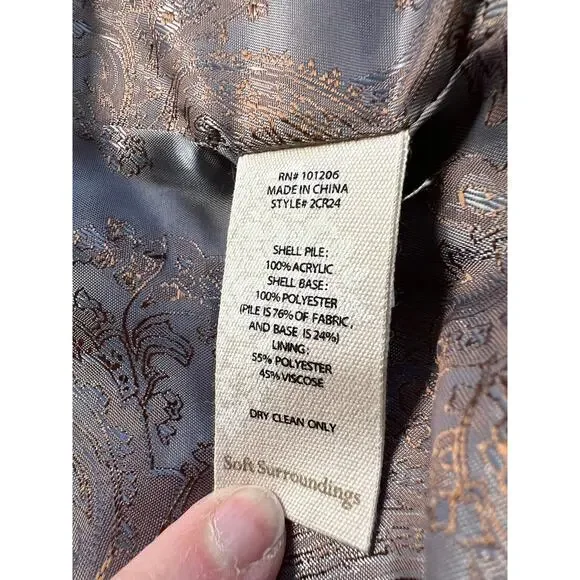 RN# 101206
MADE IN CHINA
STYLE# 2CR24
SHELL PILE:
100% ACRYLIC
SHELL BASE:
100% POLYESTER
(PILE IS 76% OF FABRIC,
AND BASE IS 24%)
LINING:
55% POLYESTER
45% VISCOSE
DRY CLEAN ONLY
Soft Surroundings